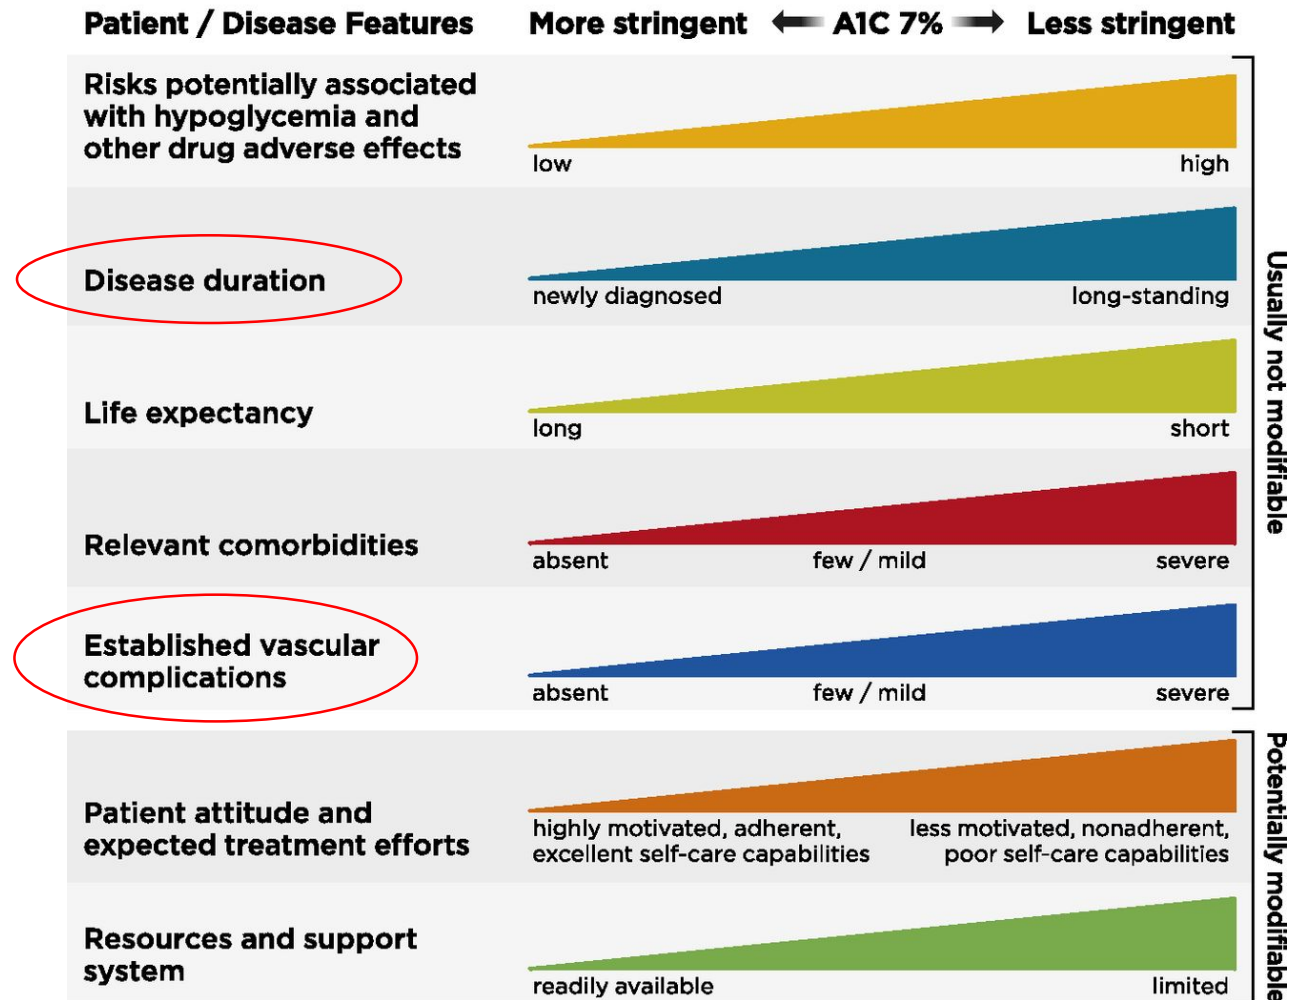 Patient / Disease Features More stringent ⟵ A1C 7% ⟶ Less stringent
Risks potentially associated
with hypoglycemia and
other drug adverse effects
low high
Disease duration
newly diagnosed long-standing
Life expectancy
long short
Relevant comorbidities
absent few / mild severe
Established vascular
complications
absent few / mild severe
Usually not modifiable
Patient attitude and
expected treatment efforts
highly motivated, adherent, less motivated, nonadherent,
excellent self-care capabilities poor self-care capabilities
Resources and support
system
readily available limited
Potentially modifiable